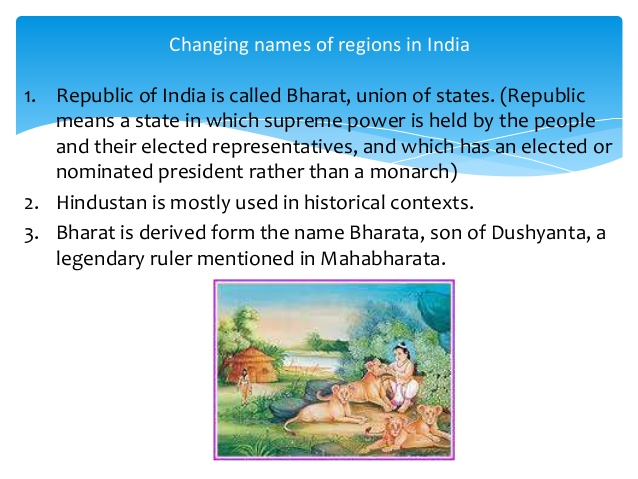 Changing names of regions in India
1. Republic of India is called Bharat, union of states. (Republic
means a state in which supreme power is held by the people
and their elected representatives, and which has an elected or
nominated president rather than a monarch)
2. Hindustan is mostly used in historical contexts.
3. Bharat is derived form the name Bharata, son of Dushyanta, a
legendary ruler mentioned in Mahabharata.